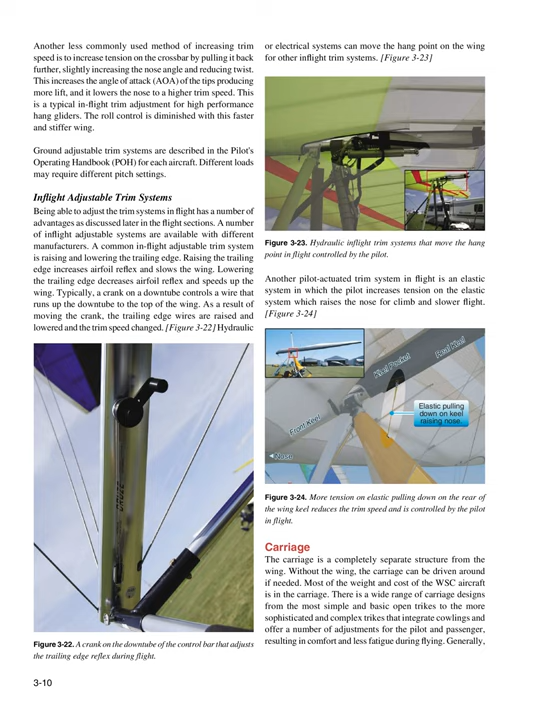 Another less commonly used method of increasing trim
speed is to increase tension on the crossbar by pulling it back
further, slightly increasing the nose angle and reducing twist.
This increases the angle of attack (AOA) of the tips producing
more lift, and it lowers the nose to a higher trim speed. This
is a typical in-flight trim adjustment for high performance
hang gliders. The roll control is diminished with this faster
and stiffer wing.
Ground adjustable trim systems are described in the Pilot's
Operating Handbook (POH) for each aircraft. Different loads
may require different pitch settings.
Inflight Adjustable Trim Systems
Being able to adjust the trim systems in flight has a number of
advantages as discussed later in the flight sections. A number
of inflight adjustable systems are available with different
manufacturers. A common in-flight adjustable trim system
is raising and lowering the trailing edge. Raising the trailing
edge increases airfoil reflex and slows the wing. Lowering
the trailing edge decreases airfoil reflex and speeds up the
wing. Typically, a crank on a downtube controls a wire that
runs up the downtube to the top of the wing. As a result of
moving the crank, the trailing edge wires are raised and
lowered and the trim speed changed. [Figure 3-22] Hydraulic
Figure 3-22. A crank on the downtube of the control bar that adjusts
the trailing edge reflex during flight.
or electrical systems can move the hang point on the wing
for other inflight trim systems. [Figure 3-23]
Figure 3-23. Hydraulic inflight trim systems that move the hang
point in flight controlled by the pilot.
Another pilot-actuated trim system in flight is an elastic
system in which the pilot increases tension on the elastic
system which raises the nose for climb and slower flight.
[Figure 3-24]
Keel Pocket
Rear Keel
Front Keel
Elastic pulling
down on keel
raising nose.
Nose
Figure 3-24. More tension on elastic pulling down on the rear of
the wing keel reduces the trim speed and is controlled by the pilot
in flight.
Carriage
The carriage is a completely separate structure from the
wing. Without the wing, the carriage can be driven around
if needed. Most of the weight and cost of the WSC aircraft
is in the carriage. There is a wide range of carriage designs
from the most simple and basic open trikes to the more
sophisticated and complex trikes that integrate cowlings and
offer a number of adjustments for the pilot and passenger,
resulting in comfort and less fatigue during flying. Generally,
3-10